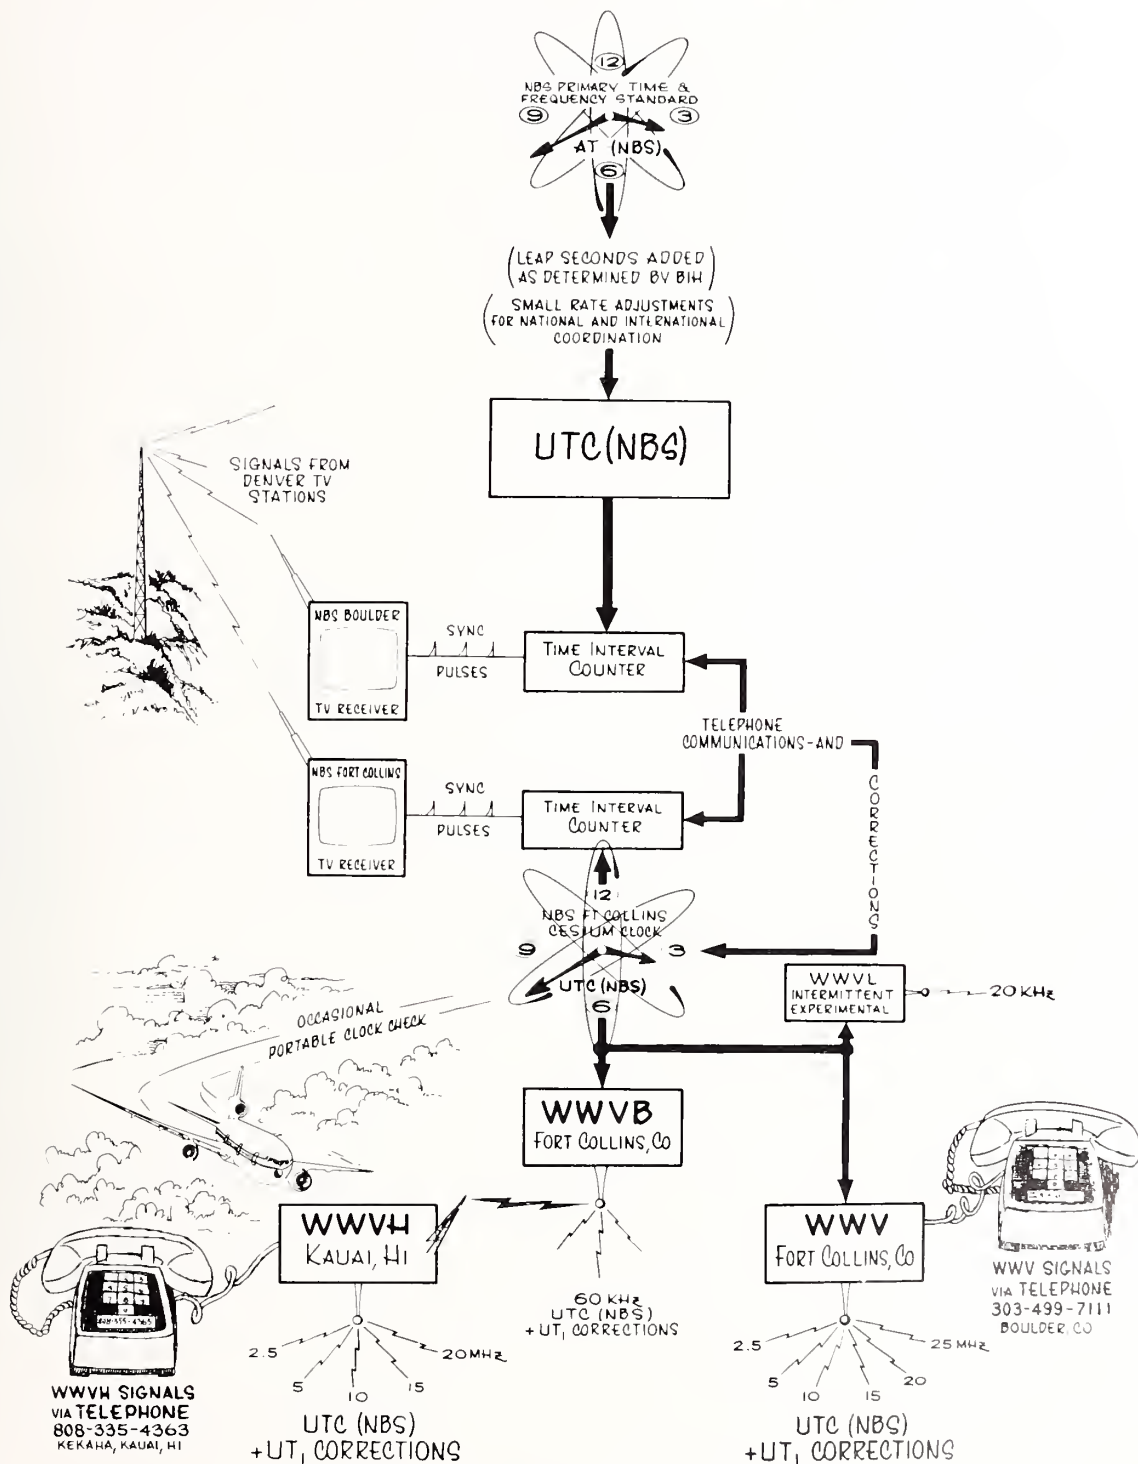 12
NBS PRIMARY TIME &
FREQUENCY STANDARD
9
3
AT (NBS)
6
(LEAP SECONDS ADDED
AS DETERMINED BY BIH)
(SMALL RATE ADJUSTMENTS
FOR NATIONAL AND INTERNATIONAL
COORDINATION)
UTC(NBS)
SIGNALS FROM
DENVER TV
STATIONS
NBS BOULDER
TV RECEIVER
SYNC
PULSES
TIME INTERVAL
COUNTER
TELEPHONE
COMMUNICATIONS-AND
CORRECTIONS
NBS FORT COLLINS
TV RECEIVER
SYNC
PULSES
TIME INTERVAL
COUNTER
12
NBS FT COLLINS
CESIUM CLOCK
9
3
UTC (NBS)
6
WWVL
INTERMITTENT
EXPERIMENTAL
20 KHz
OCCASIONAL
PORTABLE CLOCK CHECK
WWVB
FORT COLLINS, CO
60 KHz
UTC (NBS)
+ UT1 CORRECTIONS
WWVH
KAUAI, HI
2.5
5
10
15
20 MHz
UTC (NBS)
+UT1 CORRECTIONS
808-335-4363
WWVH SIGNALS
VIA TELEPHONE
808-335-4363
KEKAHA, KAUAI, HI
WWV
FORT COLLINS, CO
2.5
5
10
15
20
25 MHz
UTC (NBS)
+UT1 CORRECTIONS
WWV SIGNALS
VIA TELEPHONE
303-499-7111
BOULDER, CO